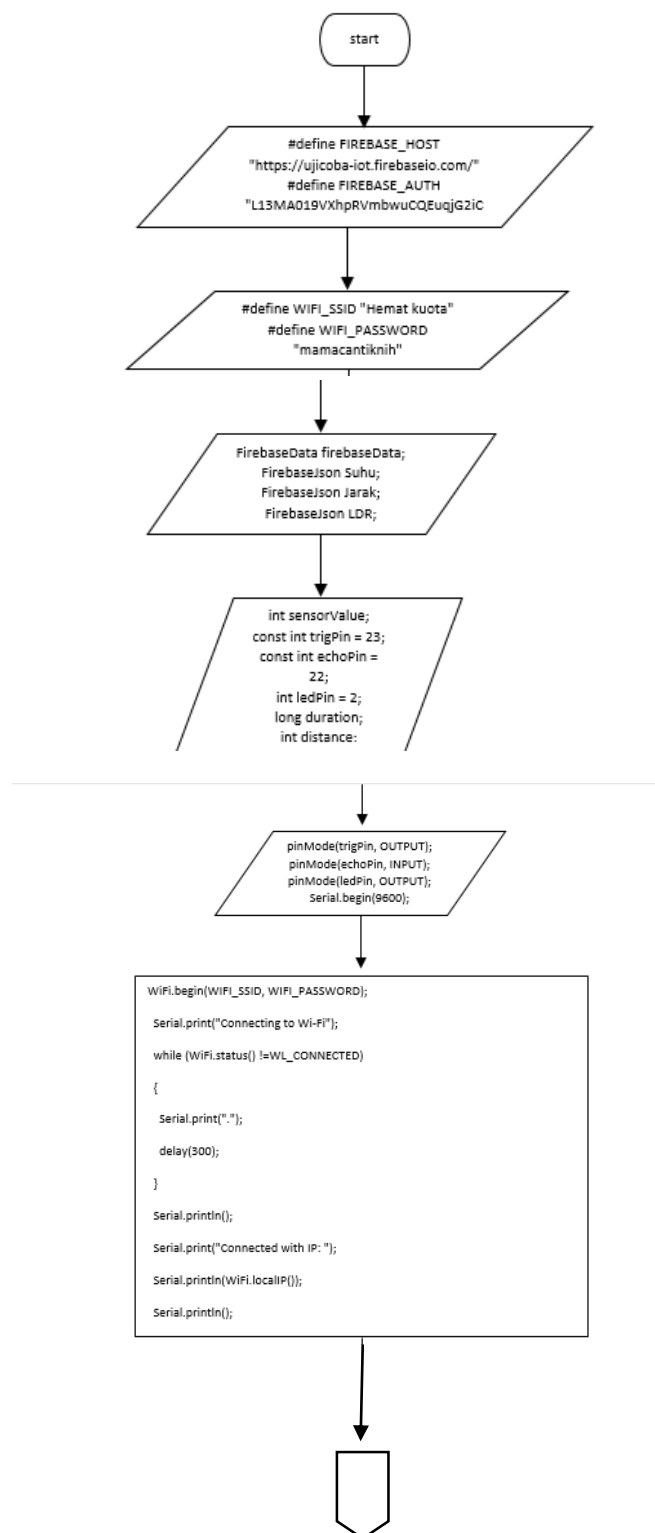 start
#define FIREBASE_HOST
"https://ujicoba-iot.firebaseio.com/"
#define FIREBASE_AUTH
"L13MA019VXhpRVmbwuCQEuqjG2iC
#define WIFI_SSID "Hemat kuota"
#define WIFI_PASSWORD
"mamacantiknih"
FirebaseData firebaseData;
FirebaseJson Suhu;
FirebaseJson Jarak;
FirebaseJson LDR;
int sensorValue;
const int trigPin = 23;
const int echoPin =
22;
int ledPin = 2;
long duration;
int distance:
pinMode(trigPin, OUTPUT);
pinMode(echoPin, INPUT);
pinMode(ledPin, OUTPUT);
Serial.begin(9600);
WiFi.begin(WIFI_SSID, WIFI_PASSWORD);
Serial.print("Connecting to Wi-Fi");
while (WiFi.status() !=WL_CONNECTED)
{
Serial.print(".");
delay(300);
}
Serial.println();
Serial.print("Connected with IP: ");
Serial.println(WiFi.localIP());
Serial.println();